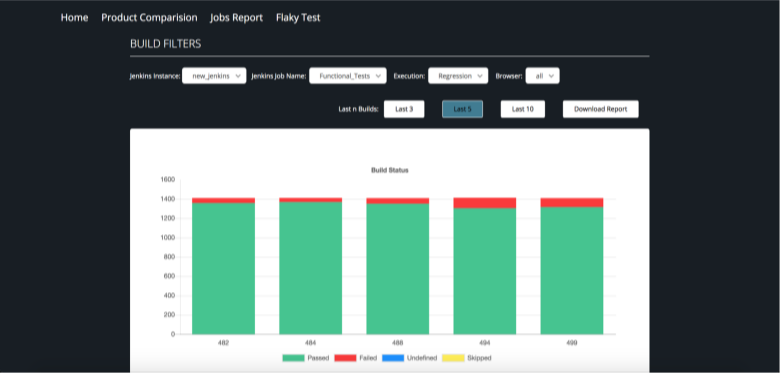 Home Product Comparision Jobs Report Flaky Test
BUILD FILTERS
Jenkins Instance: new_jenkins Jenkins Job Name: Functional_Tests Execution: Regression Browser: all
Last n Builds: Last 3 Last 5 Last 10 Download Report
Build Status
1600
1400
1200
1000
800
600
400
200
0
482 484 488 494 499
Passed Failed Undefined Skipped